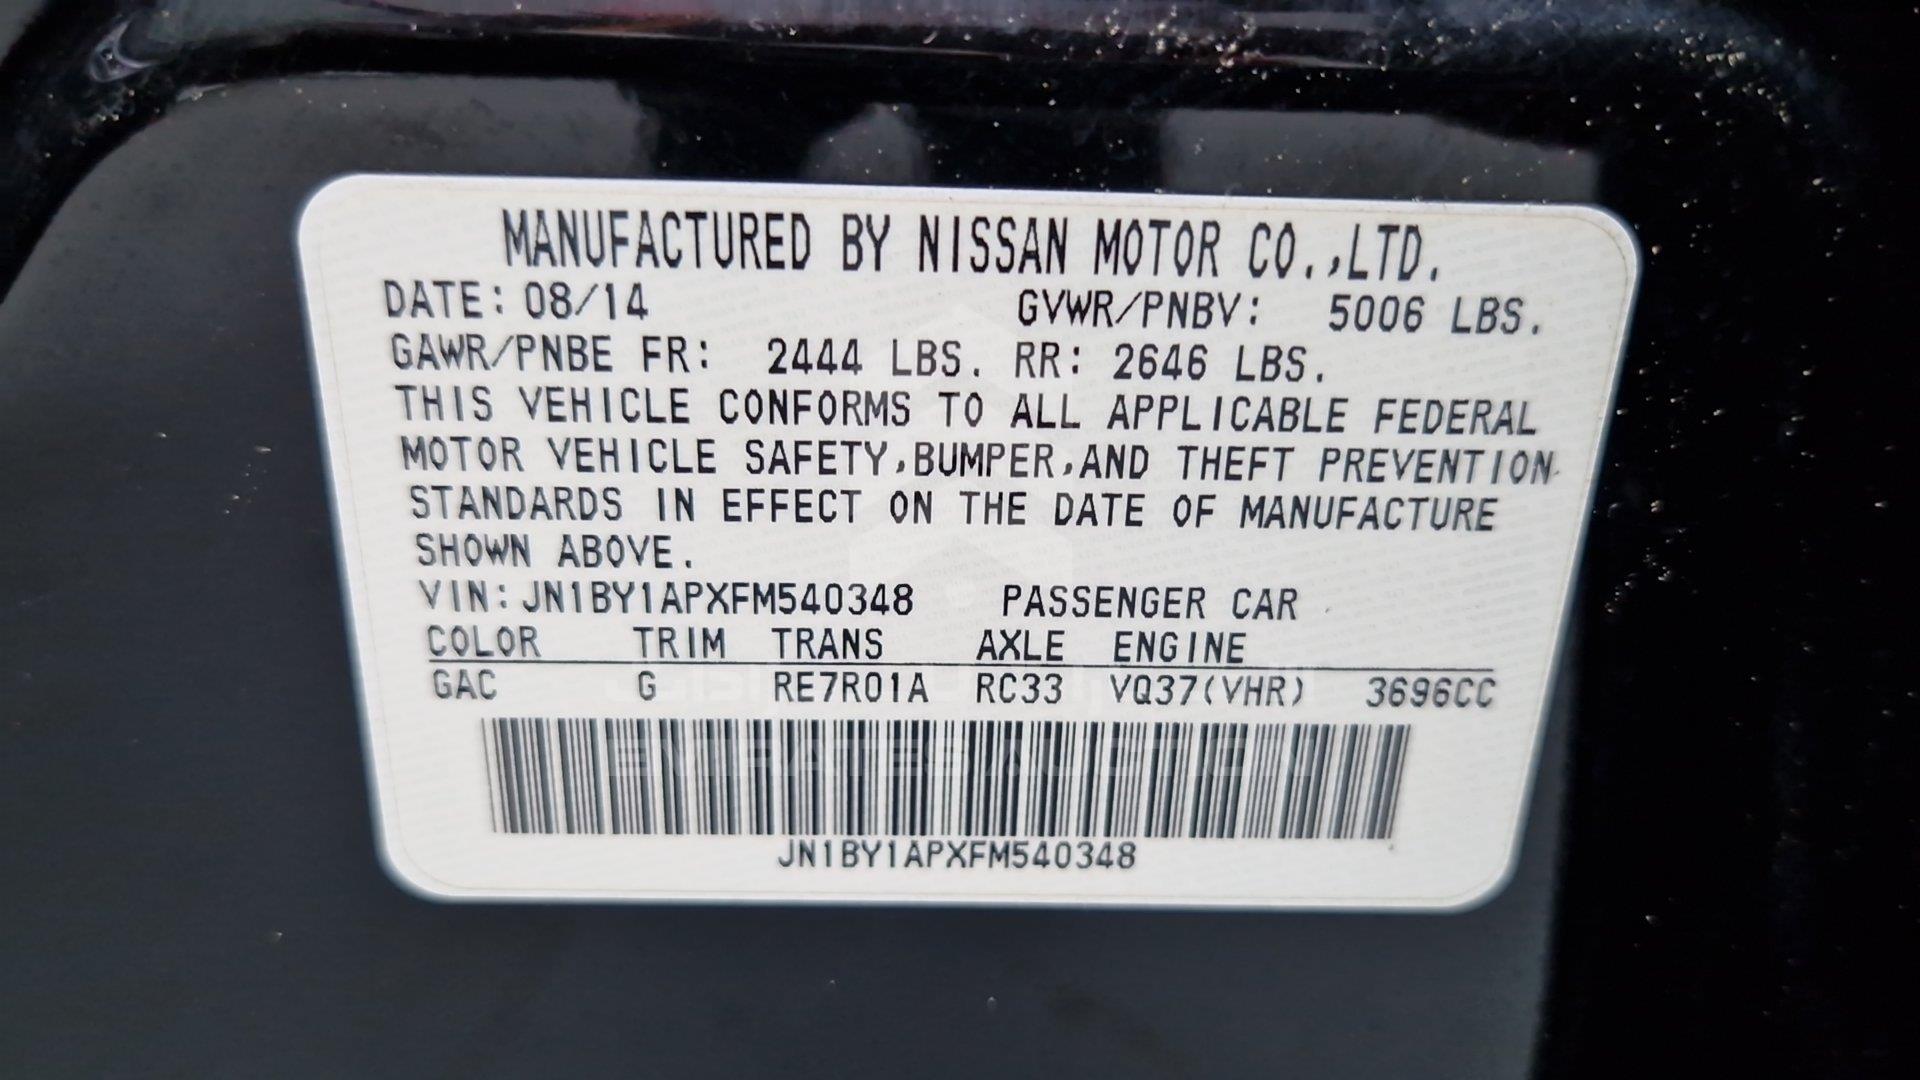 MANUFACTURED BY NISSAN MOTOR CO.,LTD.
DATE: 08/14 GVWR/PNBV: 5006 LBS.
GAWR/PNBE FR: 2444 LBS. RR: 2646 LBS.
THIS VEHICLE CONFORMS TO ALL APPLICABLE FEDERAL
MOTOR VEHICLE SAFETY,BUMPER,AND THEFT PREVENTION
STANDARDS IN EFFECT ON THE DATE OF MANUFACTURE
SHOWN ABOVE.
VIN:JN1BY1APXFM540348 PASSENGER CAR
COLOR TRIM TRANS AXLE ENGINE
GAC G RE7R01A RC33 VQ37(VHR) 3696CC
EMIRATES AUCTION
JN1BY1APXFM540348